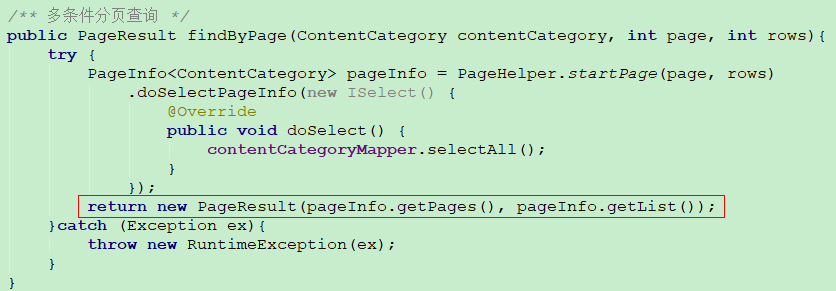 /** 多条件分页查询 */
public PageResult findByPage(ContentCategory contentCategory, int page, int rows){
    try {
        PageInfo<ContentCategory> pageInfo = PageHelper.startPage(page, rows)
            .doSelectPageInfo(new ISelect() {
                @Override
                public void doSelect() {
                    contentCategoryMapper.selectAll();
                }
            });
        return new PageResult(pageInfo.getPages(), pageInfo.getList());
    }catch (Exception ex){
        throw new RuntimeException(ex);
    }
}